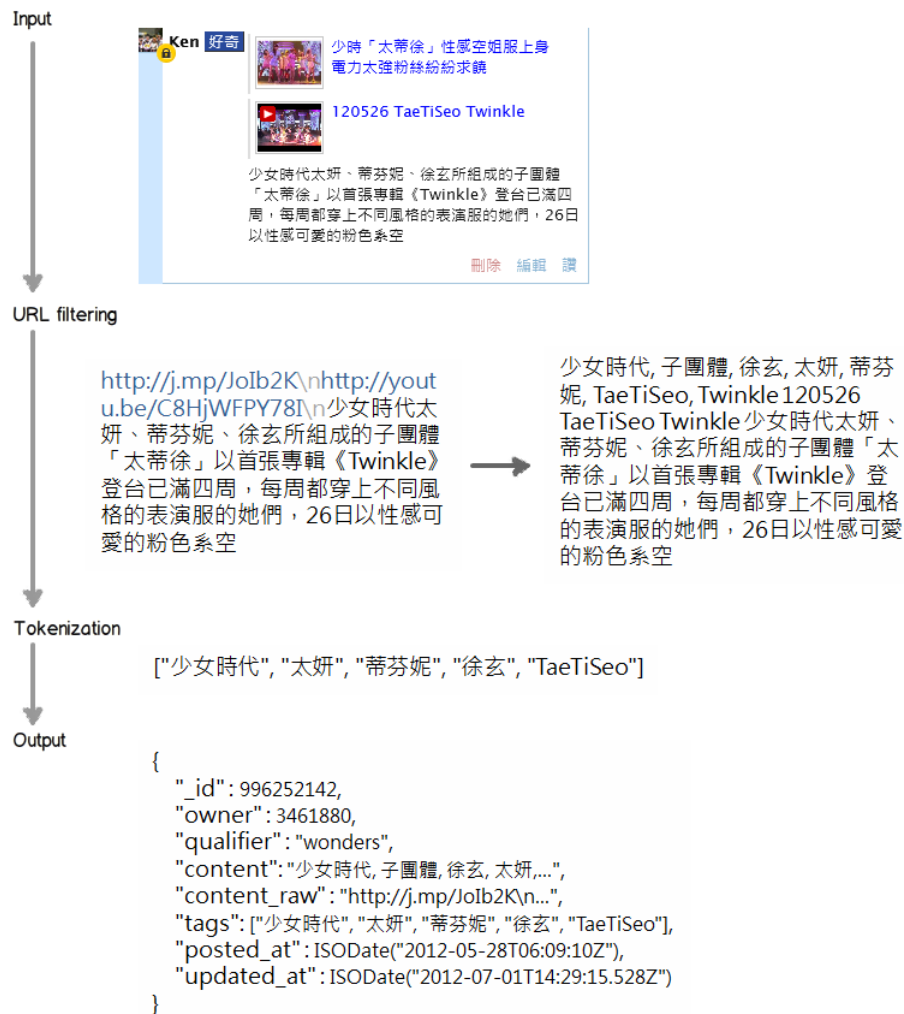 Input
Ken 好奇
少時「太蒂徐」性感空姐服上身
電力太強粉絲紛紛求饒
120526 TaeTiSeo Twinkle
少女時代太妍、蒂芬妮、徐玄所組成的子團體
「太蒂徐」以首張專輯《Twinkle》登台已滿四
周，每周都穿上不同風格的表演服的她們，26日
以性感可愛的粉色系空
刪除 編輯 讚
URL filtering
http://j.mp/JoIb2K\nhttp://yout
u.be/C8HjWFPY78I\n少女時代太
妍、蒂芬妮、徐玄所組成的子團體
「太蒂徐」以首張專輯《Twinkle》
登台已滿四周，每周都穿上不同風
格的表演服的她們，26日以性感可
愛的粉色系空
少女時代, 子團體, 徐玄, 太妍, 蒂芬
妮, TaeTiSeo, Twinkle 120526
TaeTiSeo Twinkle 少女時代太妍、
蒂芬妮、徐玄所組成的子團體「太
蒂徐」以首張專輯《Twinkle》登
台已滿四周，每周都穿上不同風格
的表演服的她們，26日以性感可愛
的粉色系空
Tokenization
["少女時代", "太妍", "蒂芬妮", "徐玄", "TaeTiSeo"]
Output
{
"_id" : 996252142,
"owner" : 3461880,
"qualifier" : "wonders",
"content": "少女時代, 子團體, 徐玄, 太妍,...",
"content_raw" : "http://j.mp/JoIb2K\n...",
"tags" : ["少女時代", "太妍", "蒂芬妮", "徐玄", "TaeTiSeo"],
"posted_at" : ISODate("2012-05-28T06:09:10Z"),
"updated_at" : ISODate("2012-07-01T14:29:15.528Z")
}